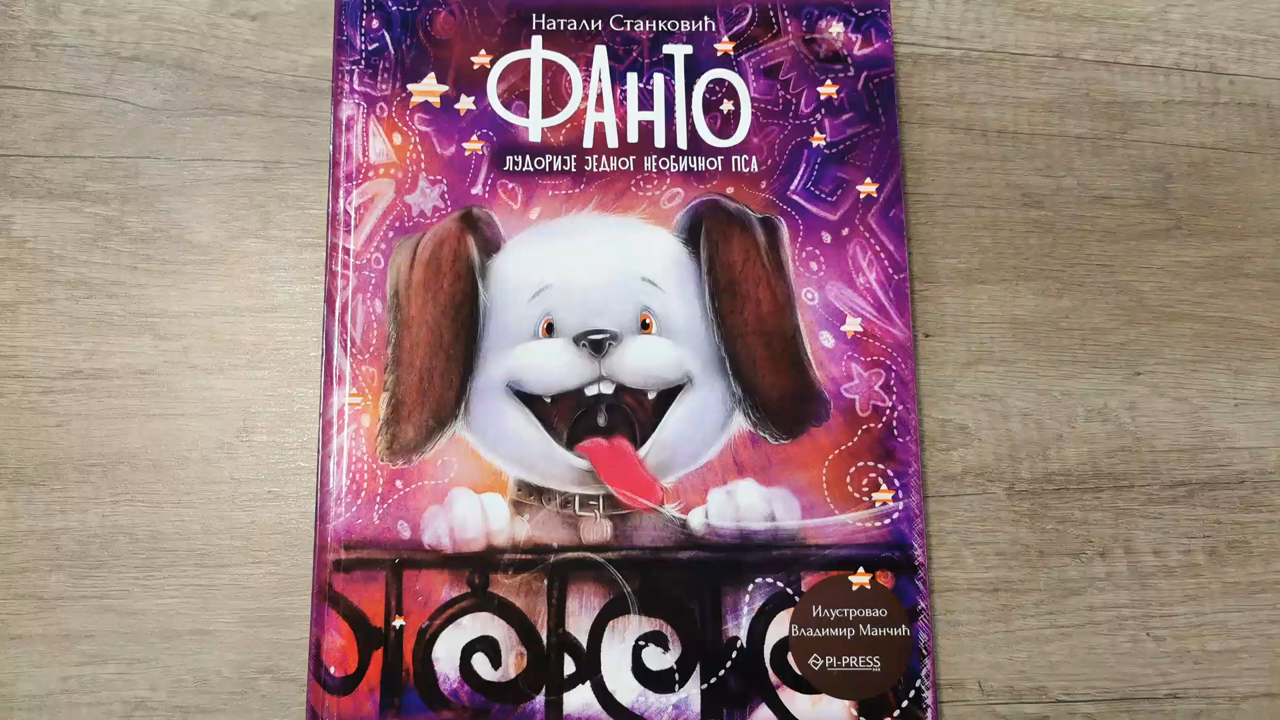 Натали Станковић
ФАНТО
ЛУДОРИЈЕ ЈЕДНОГ НЕОБИЧНОГ ПСА
Илустровао
Владимир Манчић
PI-PRESS